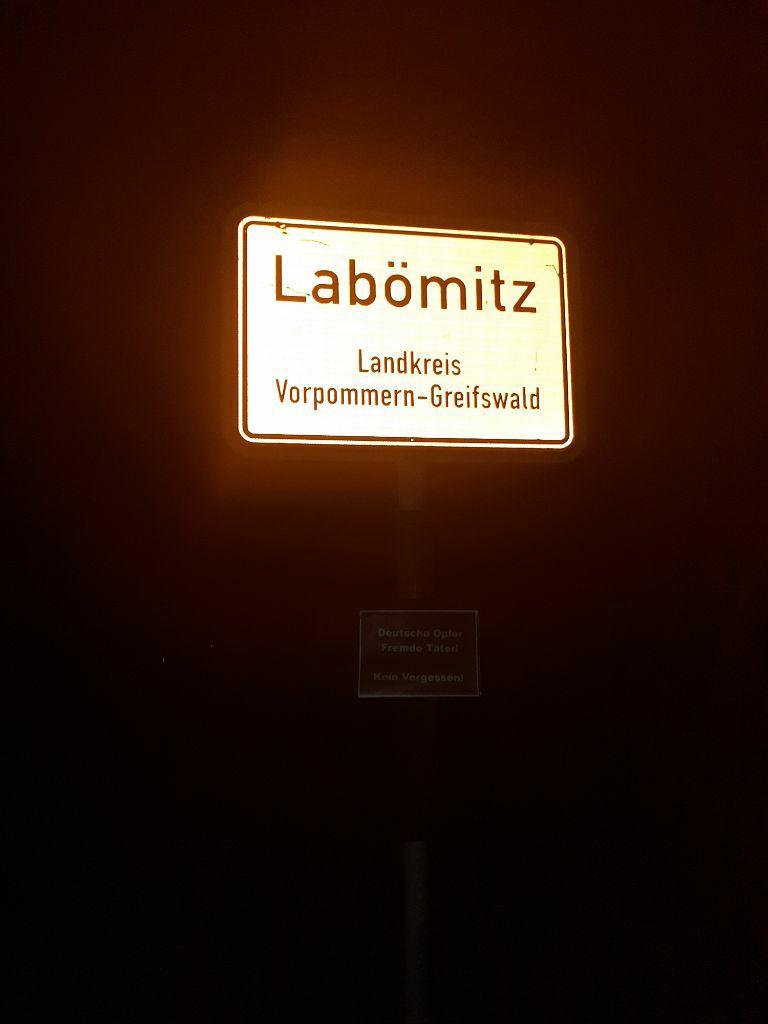 Labömitz
Landkreis
Vorpommern-Greifswald
Deutsche Opfer
Fremde Täter!
Kein Vergessen!